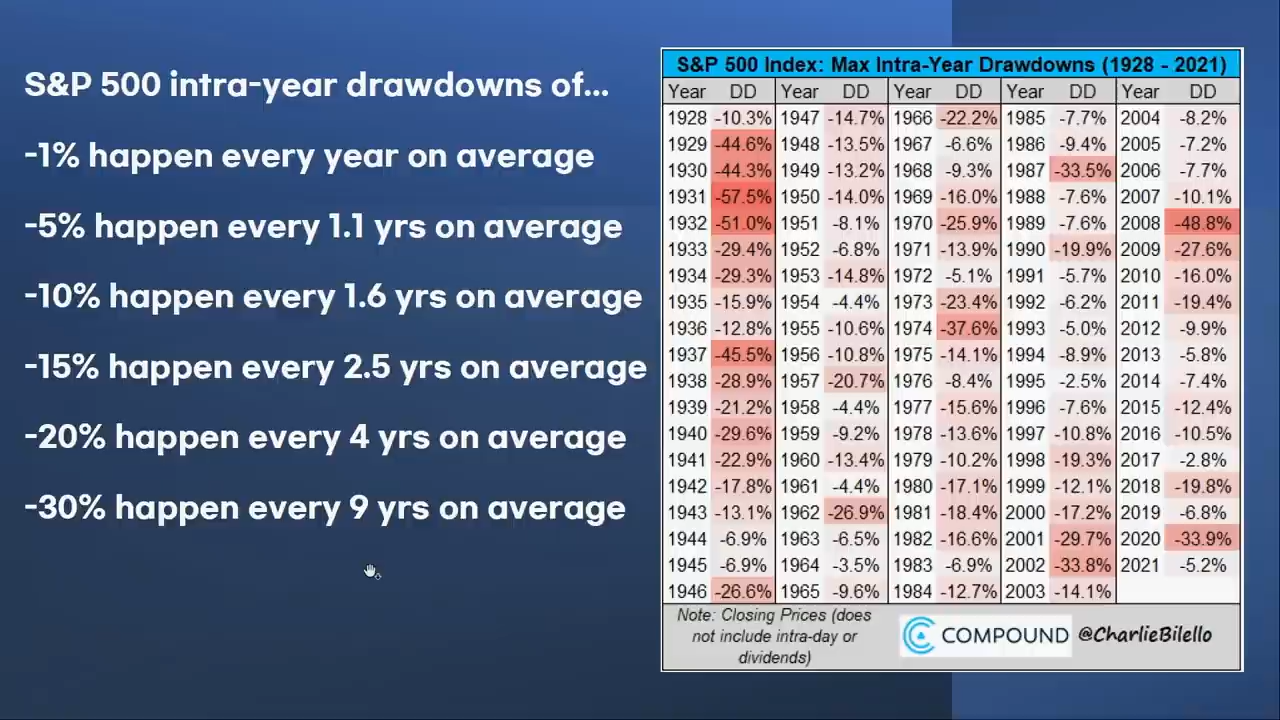 S&P 500 intra-year drawdowns of...
-1% happen every year on average
-5% happen every 1.1 yrs on average
-10% happen every 1.6 yrs on average
-15% happen every 2.5 yrs on average
-20% happen every 4 yrs on average
-30% happen every 9 yrs on average
S&P 500 Index: Max Intra-Year Drawdowns (1928 - 2021)
Year DD Year DD Year DD Year DD Year DD
1928 -10.3% 1947 -14.7% 1966 -22.2% 1985 -7.7% 2004 -8.2%
1929 -44.6% 1948 -13.5% 1967 -6.6% 1986 -9.4% 2005 -7.2%
1930 -44.3% 1949 -13.2% 1968 -9.3% 1987 -33.5% 2006 -7.7%
1931 -57.5% 1950 -14.0% 1969 -16.0% 1988 -7.6% 2007 -10.1%
1932 -51.0% 1951 -8.1% 1970 -25.9% 1989 -7.6% 2008 -48.8%
1933 -29.4% 1952 -6.8% 1971 -13.9% 1990 -19.9% 2009 -27.6%
1934 -29.3% 1953 -14.8% 1972 -5.1% 1991 -5.7% 2010 -16.0%
1935 -15.9% 1954 -4.4% 1973 -23.4% 1992 -6.2% 2011 -19.4%
1936 -12.8% 1955 -10.6% 1974 -37.6% 1993 -5.0% 2012 -9.9%
1937 -45.5% 1956 -10.8% 1975 -14.1% 1994 -8.9% 2013 -5.8%
1938 -28.9% 1957 -20.7% 1976 -8.4% 1995 -2.5% 2014 -7.4%
1939 -21.2% 1958 -4.4% 1977 -15.6% 1996 -7.6% 2015 -12.4%
1940 -29.6% 1959 -9.2% 1978 -13.6% 1997 -10.8% 2016 -10.5%
1941 -22.9% 1960 -13.4% 1979 -10.2% 1998 -19.3% 2017 -2.8%
1942 -17.8% 1961 -4.4% 1980 -17.1% 1999 -12.1% 2018 -19.8%
1943 -13.1% 1962 -26.9% 1981 -18.4% 2000 -17.2% 2019 -6.8%
1944 -6.9% 1963 -6.5% 1982 -16.6% 2001 -29.7% 2020 -33.9%
1945 -6.9% 1964 -3.5% 1983 -6.9% 2002 -33.8% 2021 -5.2%
1946 -26.6% 1965 -9.6% 1984 -12.7% 2003 -14.1%
Note: Closing Prices (does
not include intra-day or
dividends)
COMPOUND @CharlieBilello